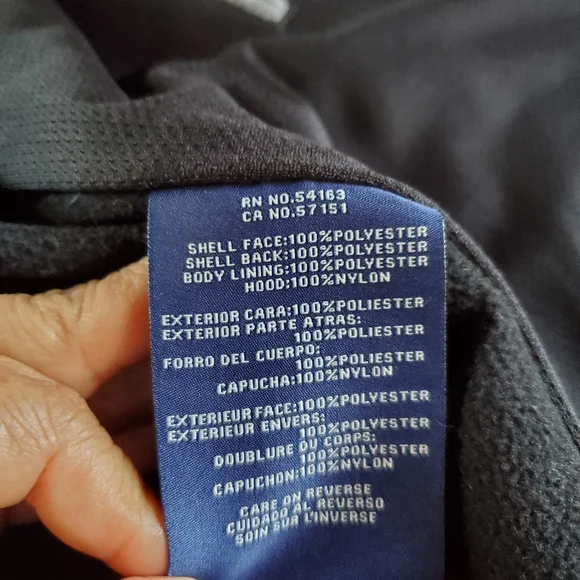 RN NO.54163
CA NO.57151
SHELL FACE:100%POLYESTER
SHELL BACK:100%POLYESTER
BODY LINING:100%POLYESTER
HOOD:100%NYLON
EXTERIOR CARA:100%POLIESTER
EXTERIOR PARTE ATRAS:
100%POLIESTER
FORRO DEL CUERPO:
100%POLIESTER
CAPUCHA:100%NYLON
EXTERIEUR FACE:100%POLYESTER
EXTERIEUR ENVERS:
100%POLYESTER
DOUBLURE DU CORPS:
100%POLYESTER
CAPUCHON:100%NYLON
CARE ON REVERSE
CUIDADO AL REVERSO
SOIN SUR L'INVERSE